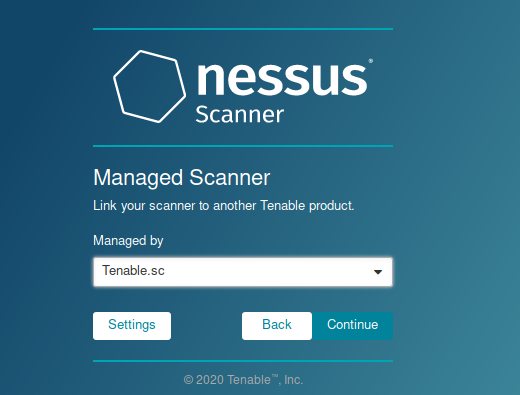 nessus®
Scanner
Managed Scanner
Link your scanner to another Tenable product.
Managed by
Tenable.sc
Settings
Back
Continue
© 2020 Tenable™, Inc.